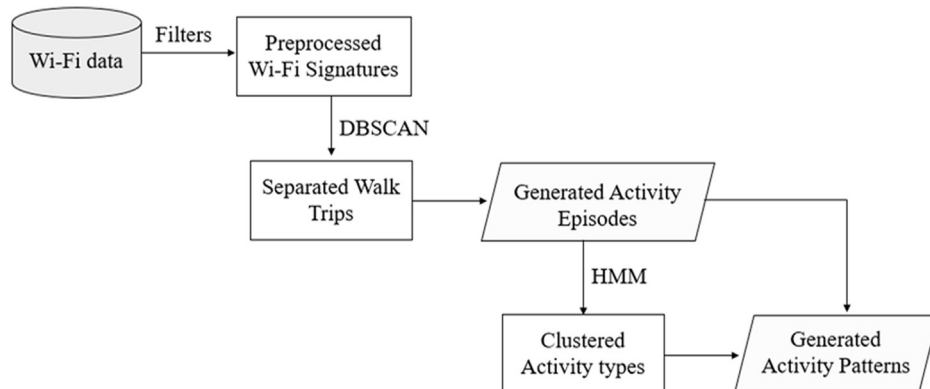 Filters
Wi-Fi data
Preprocessed
Wi-Fi Signatures
DBSCAN
Separated Walk
Trips
Generated Activity
Episodes
HMM
Clustered
Activity types
Generated
Activity Patterns